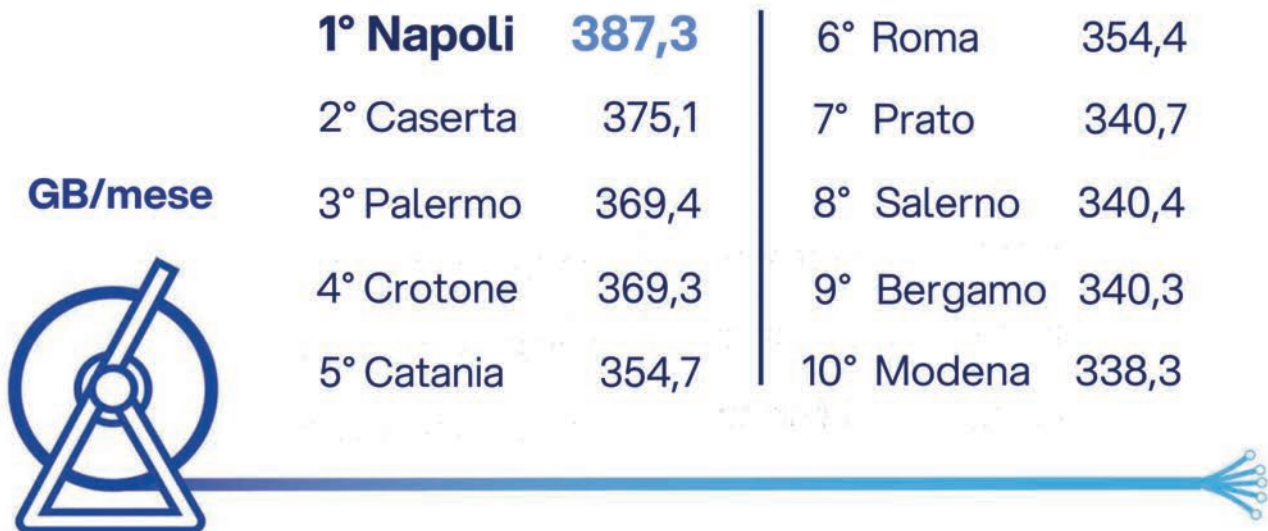 GB/mese
1° Napoli 387,3
2° Caserta 375,1
3° Palermo 369,4
4° Crotone 369,3
5° Catania 354,7
6° Roma 354,4
7° Prato 340,7
8° Salerno 340,4
9° Bergamo 340,3
10° Modena 338,3